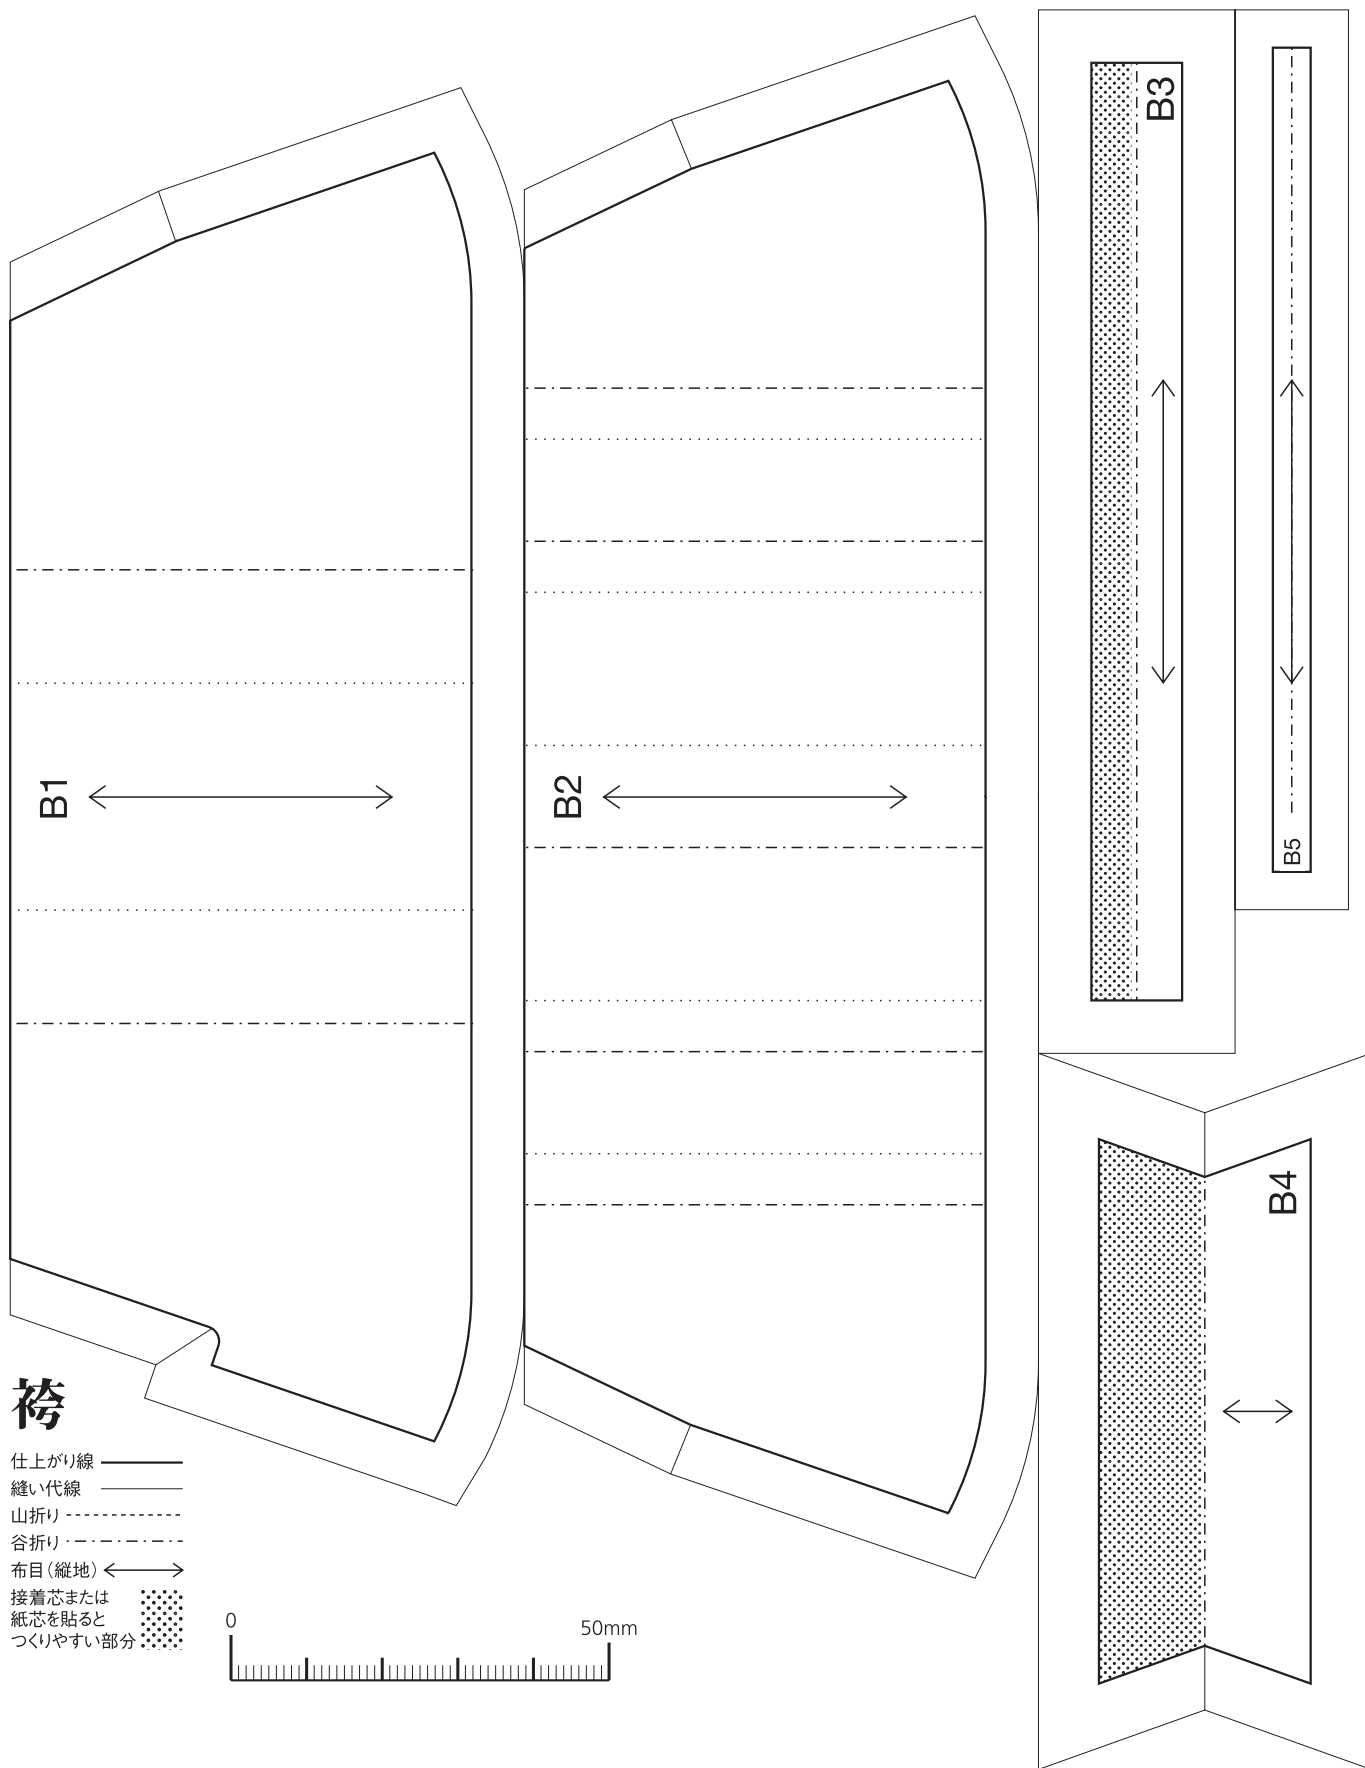 B1
B2
B3
B5
B4
袴
仕上がり線
縫い代線
山折り
谷折り
布目(縦地)
接着芯または
紙芯を貼ると
つくりやすい部分
0
50mm